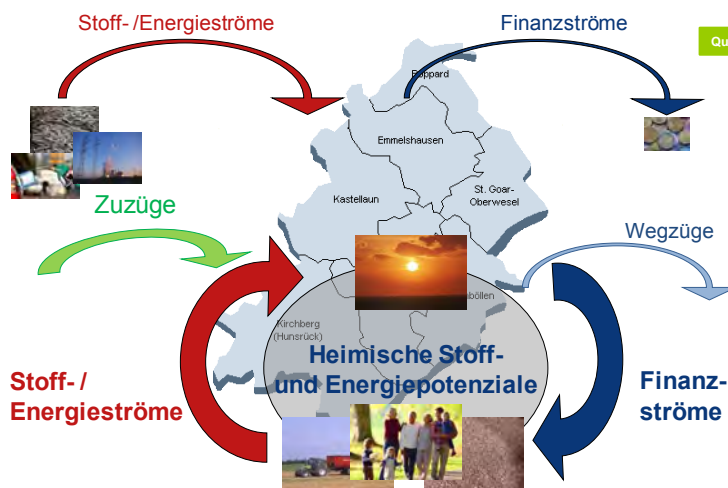 Stoff- /Energieströme
Finanzströme
Qu
Boppard
Emmelshausen
St. Goar-
Oberwesel
Kastellaun
Zuzüge
Wegzüge
böllen
Kirchberg
(Hunsrück)
Heimische Stoff-
und Energiepotenziale
Stoff- /
Energieströme
Finanz-
ströme